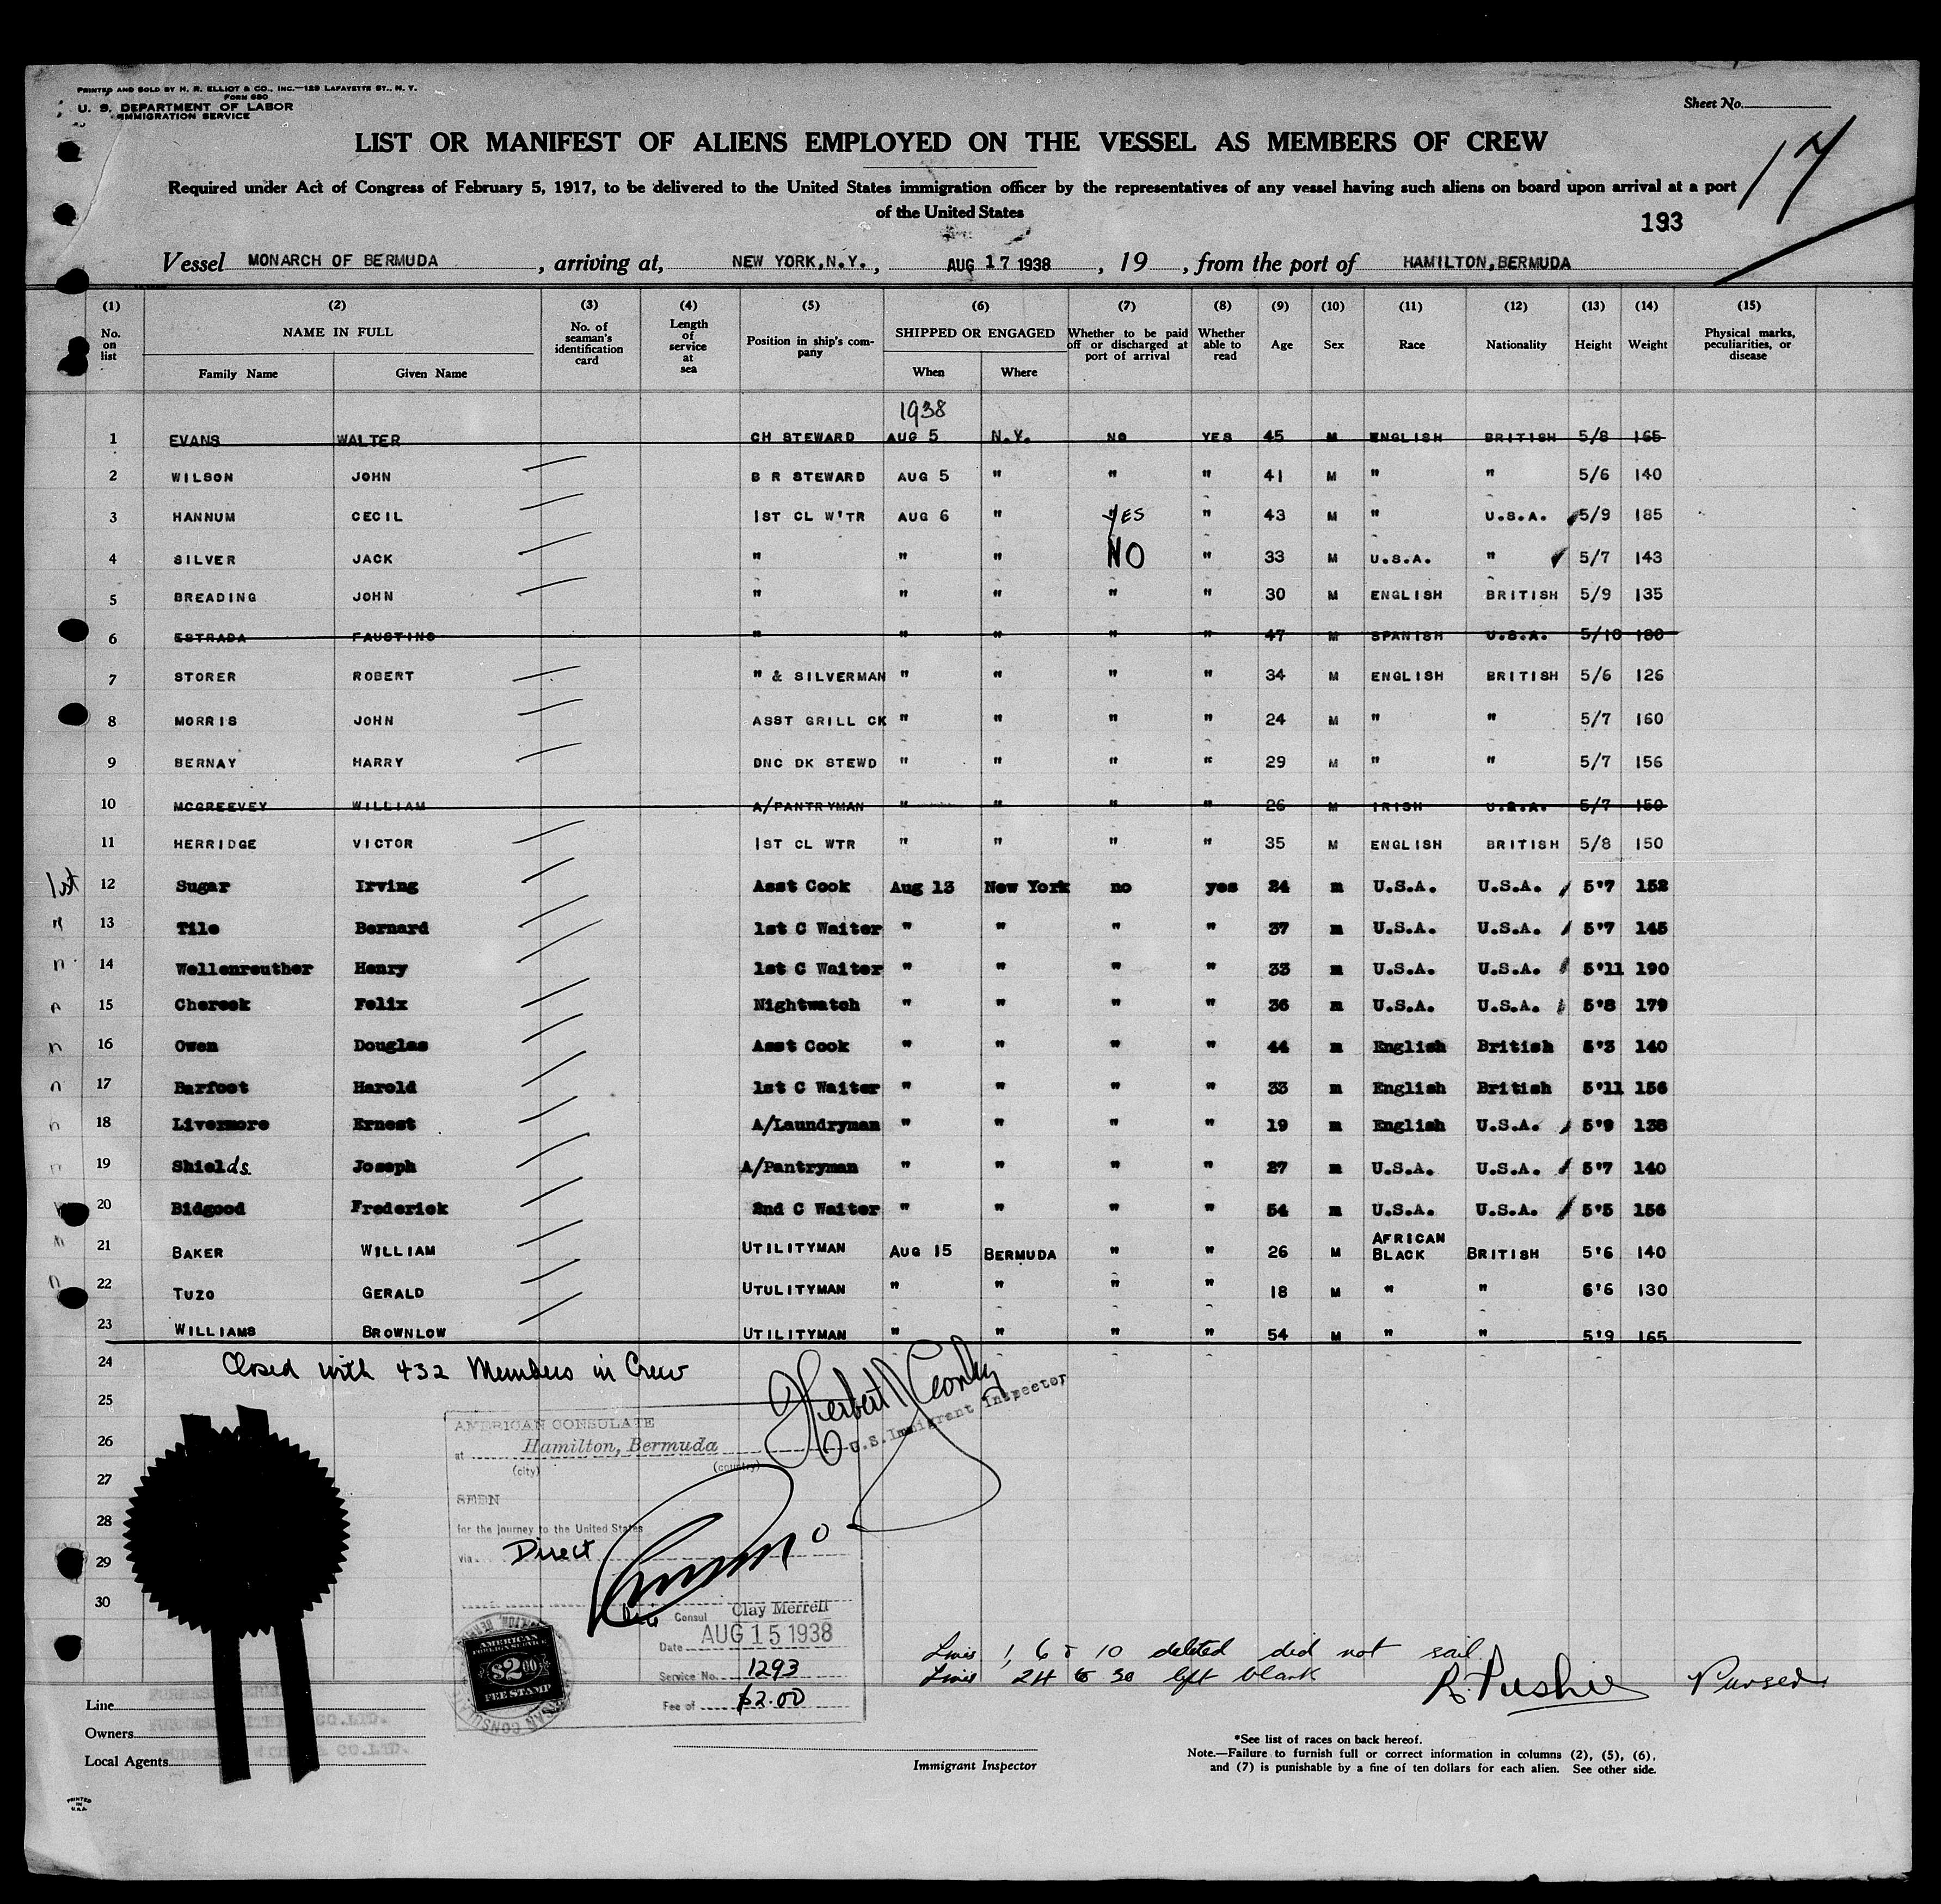 PRINTED AND SOLD BY H. R. ELLIOT & CO., INC.—129 LAFAYETTE ST., N. Y.
FORM 680
U. S. DEPARTMENT OF LABOR
IMMIGRATION SERVICE
Sheet No.
LIST OR MANIFEST OF ALIENS EMPLOYED ON THE VESSEL AS MEMBERS OF CREW
17
Required under Act of Congress of February 5, 1917, to be delivered to the United States immigration officer by the representatives of any vessel having such aliens on board upon arrival at a port
of the United States
193
Vessel MONARCH OF BERMUDA, arriving at, NEW YORK, N.Y., AUG 17 1938, 19, from the port of HAMILTON, BERMUDA
(1) (2) (3) (4) (5) (6) (7) (8) (9) (10) (11) (12) (13) (14) (15)
No. on list NAME IN FULL Family Name Given Name No. of seaman's identification card Length of service at sea Position in ship's company SHIPPED OR ENGAGED When Where Whether to be paid off or discharged at port of arrival Whether able to read Age Sex Race Nationality Height Weight Physical marks, peculiarities, or disease
1938
1 EVANS WALTER CH STEWARD AUG 5 N.Y. NO YES 45 M ENGLISH BRITISH 5/8 165
2 WILSON JOHN B R STEWARD AUG 5 " " " 41 M " " 5/6 140
3 HANNUM CECIL 1ST CL W'TR AUG 6 " YES " 43 M " U.S.A. 5/9 185
4 SILVER JACK " " " NO " 33 M U.S.A. " 5/7 143
5 BREADING JOHN " " " " " 30 M ENGLISH BRITISH 5/9 135
6 ESTRADA FAUSTINO " " " " " 47 M SPANISH U.S.A. 5/10 180
7 STORER ROBERT " & SILVERMAN " " " " 34 M ENGLISH BRITISH 5/6 126
8 MORRIS JOHN ASST GRILL CK " " " " 24 M " " 5/7 160
9 BERNAY HARRY DNC DK STEWD " " " " 29 M " " 5/7 156
10 MCGREEVEY WILLIAM A/PANTRYMAN " " " " 26 M IRISH U.S.A. 5/7 150
11 HERRIDGE VICTOR 1ST CL WTR " " " " 35 M ENGLISH BRITISH 5/8 150
1st 12 Sugar Irving Asst Cook Aug 13 New York no yes 24 m U.S.A. U.S.A. 5'7 152
" 13 Tile Bernard 1st C Waiter " " " " 37 m U.S.A. U.S.A. 5'7 145
" 14 Wellenreuther Henry 1st C Waiter " " " " 33 m U.S.A. U.S.A. 5'11 190
" 15 Chereek Felix Nightwatch " " " " 36 m U.S.A. U.S.A. 5'8 179
" 16 Owen Douglas Asst Cook " " " " 44 m English British 5'3 140
" 17 Barfoot Harold 1st C Waiter " " " " 33 m English British 5'11 156
" 18 Livermore Ernest A/Laundryman " " " " 19 m English U.S.A. 5'9 138
" 19 Shields Joseph A/Pantryman " " " " 27 m U.S.A. U.S.A. 5'7 140
20 Bidgood Frederick 2nd C Waiter " " " " 54 m U.S.A. U.S.A. 5'5 156
" 21 BAKER WILLIAM UTILITYMAN AUG 15 BERMUDA " " 26 M AFRICAN BLACK BRITISH 5'6 140
" 22 TUZO GERALD UTULITYMAN " " " " 18 M " " 5'6 130
23 WILLIAMS BROWNLOW UTILITYMAN " " " " 54 M " " 5'9 165
24 Closed with 432 Members in Crew
25
26
27
28
29
30
U.S. Immigrant Inspector
AMERICAN CONSULATE
at Hamilton, Bermuda
(city) (country)
SEEN
for the journey to the United States
via Direct
Vice Consul Clay Merrell
Date AUG 15 1938
Service No. 1293
Fee of $2.00
AMERICAN
FOREIGN SERVICE
$2.00
FEE STAMP
Lines 1, 6 & 10 deleted did not sail
Lines 24 to 30 left blank
R. Pushie Purser
Line
Owners
Local Agents
CO. LTD.
CO. LTD.
Immigrant Inspector
*See list of races on back hereof.
Note.—Failure to furnish full or correct information in columns (2), (5), (6),
and (7) is punishable by a fine of ten dollars for each alien. See other side.
PRINTED
IN
U.S.A.